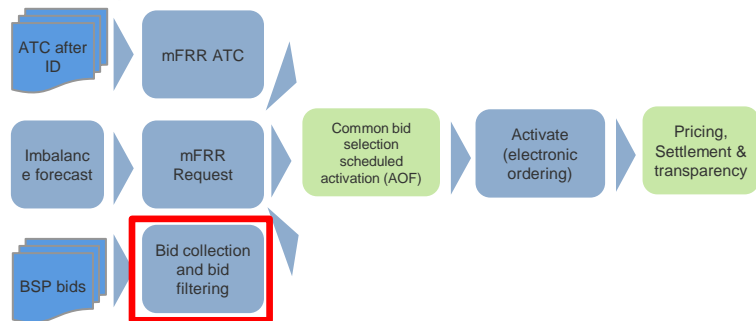 ATC after
ID
mFRR ATC
Imbalanc
e forecast
mFRR
Request
Common bid
selection
scheduled
activation (AOF)
Activate
(electronic
ordering)
Pricing,
Settlement &
transparency
BSP bids
Bid collection
and bid
filtering